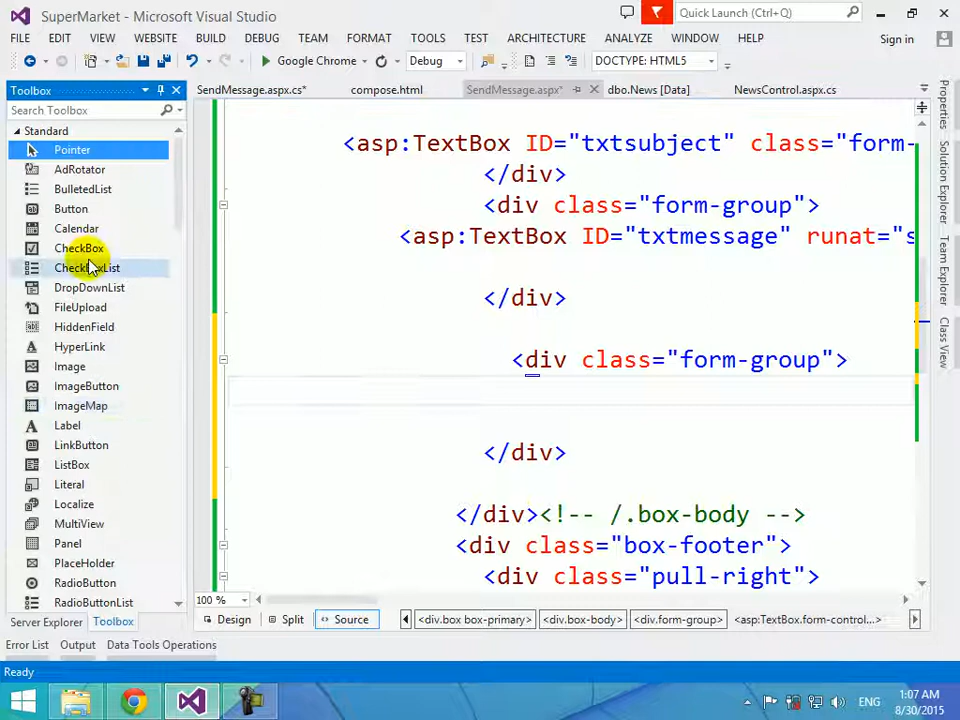 SuperMarket - Microsoft Visual Studio
Quick Launch (Ctrl+Q)
FILE EDIT VIEW WEBSITE BUILD DEBUG TEAM FORMAT TOOLS TEST ARCHITECTURE ANALYZE WINDOW HELP
Sign in
Google Chrome Debug DOCTYPE: HTML5
Toolbox
SendMessage.aspx.cs* compose.html SendMessage.aspx* dbo.News [Data] NewsControl.aspx.cs
Search Toolbox
Standard
Pointer
AdRotator
BulletedList
Button
Calendar
CheckBox
CheckBoxList
DropDownList
FileUpload
HiddenField
HyperLink
Image
ImageButton
ImageMap
Label
LinkButton
ListBox
Literal
Localize
MultiView
Panel
PlaceHolder
RadioButton
RadioButtonList
<asp:TextBox ID="txtsubject" class="form-
</div>
<div class="form-group">
<asp:TextBox ID="txtmessage" runat="s
</div>
<div class="form-group">
</div>
</div><!-- /.box-body -->
<div class="box-footer">
<div class="pull-right">
Properties
Solution Explorer
Team Explorer
Class View
100 %
Server Explorer Toolbox
Design Split Source <div.box box-primary> <div.box-body> <div.form-group> <asp:TextBox.form-control...>
Error List Output Data Tools Operations
Ready
ENG
1:07 AM
8/30/2015